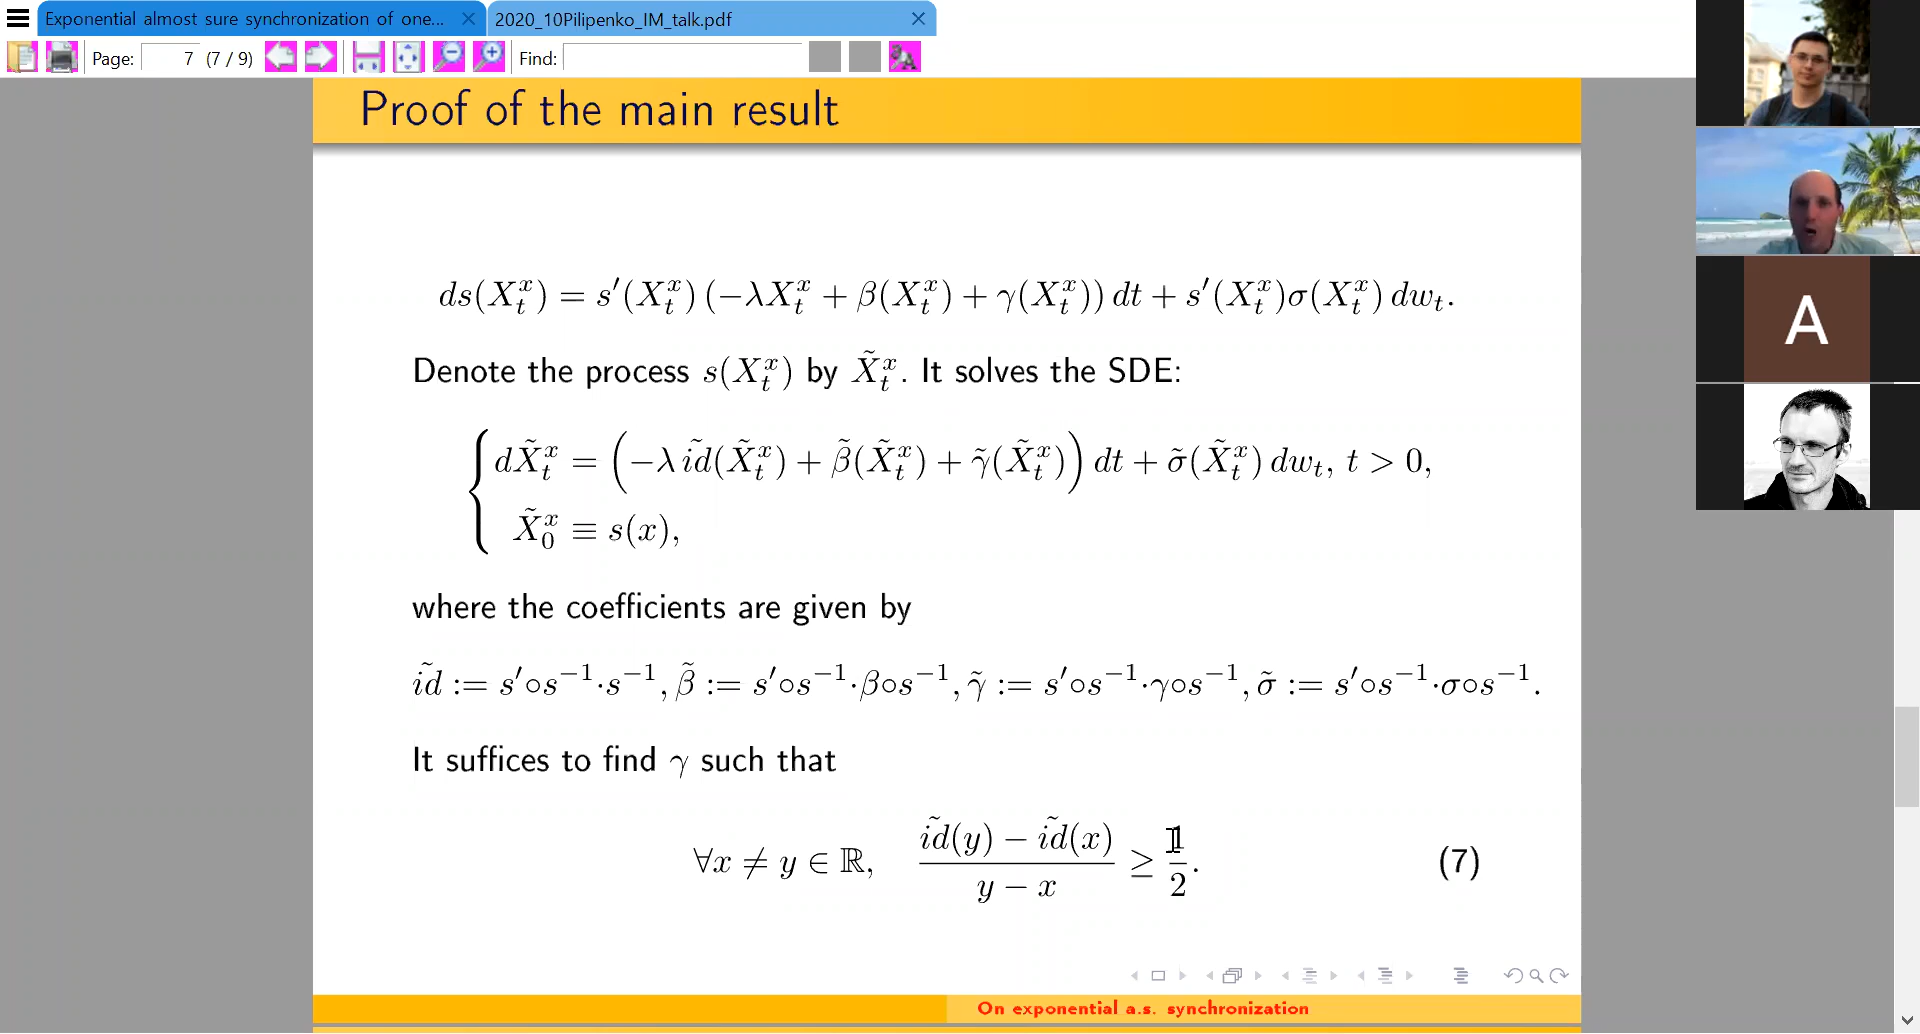 Exponential almost sure synchronization of one...
2020_10Pilipenko_IM_talk.pdf
Page: 7 (7 / 9) Find:
Proof of the main result
ds(X_t^x) = s′(X_t^x) (−λX_t^x + β(X_t^x) + γ(X_t^x)) dt + s′(X_t^x)σ(X_t^x) dw_t.
Denote the process s(X_t^x) by X̃_t^x. It solves the SDE:
{ dX̃_t^x = (−λ ĩd(X̃_t^x) + β̃(X̃_t^x) + γ̃(X̃_t^x)) dt + σ̃(X̃_t^x) dw_t, t > 0,
X̃_0^x ≡ s(x),
where the coefficients are given by
ĩd := s′∘s⁻¹·s⁻¹, β̃ := s′∘s⁻¹·β∘s⁻¹, γ̃ := s′∘s⁻¹·γ∘s⁻¹, σ̃ := s′∘s⁻¹·σ∘s⁻¹.
It suffices to find γ such that
∀x ≠ y ∈ ℝ, (ĩd(y) − ĩd(x))/(y − x) ≥ 1/2. (7)
On exponential a.s. synchronization
A